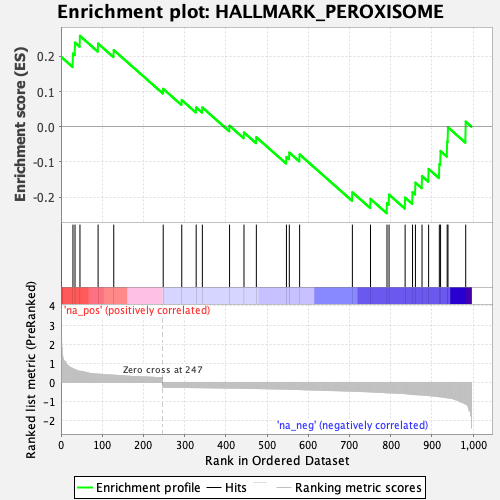 Enrichment plot: HALLMARK_PEROXISOME
Enrichment score (ES)
0.2
0.1
0.0
-0.1
-0.2
'na_pos' (positively correlated)
Ranked list metric (PreRanked)
4
3
2
1
0
-1
-2
Zero cross at 247
'na_neg' (negatively correlated)
0
100
200
300
400
500
600
700
800
900
1,000
Rank in Ordered Dataset
Enrichment profile
Hits
Ranking metric scores